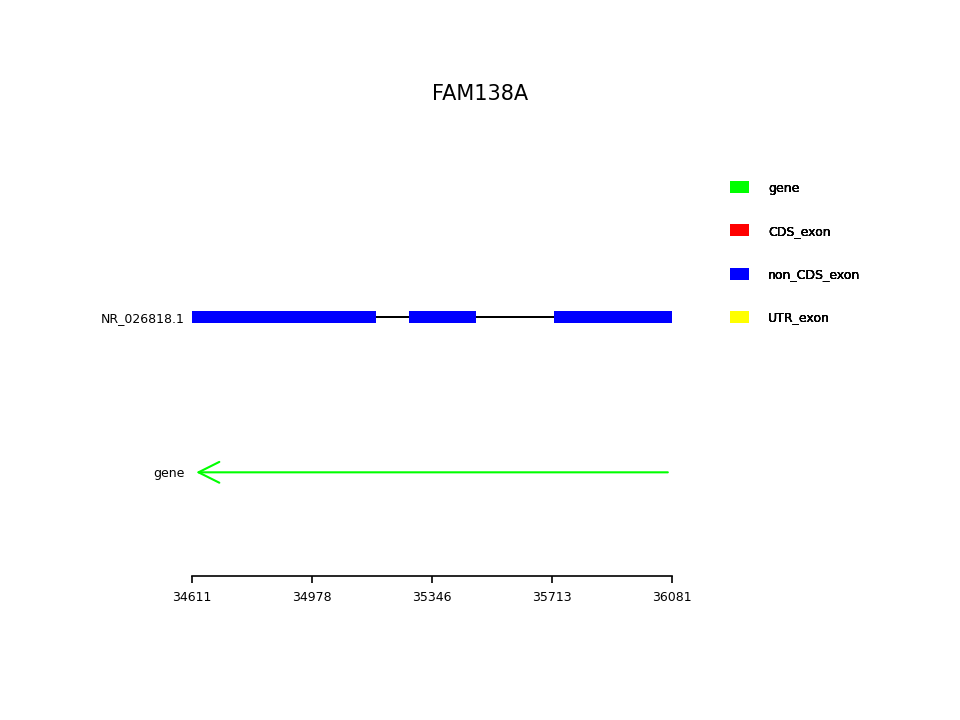 FAM138A
gene
CDS_exon
non_CDS_exon
NR_026818.1
UTR_exon
gene
34611 34978 35346 35713 36081